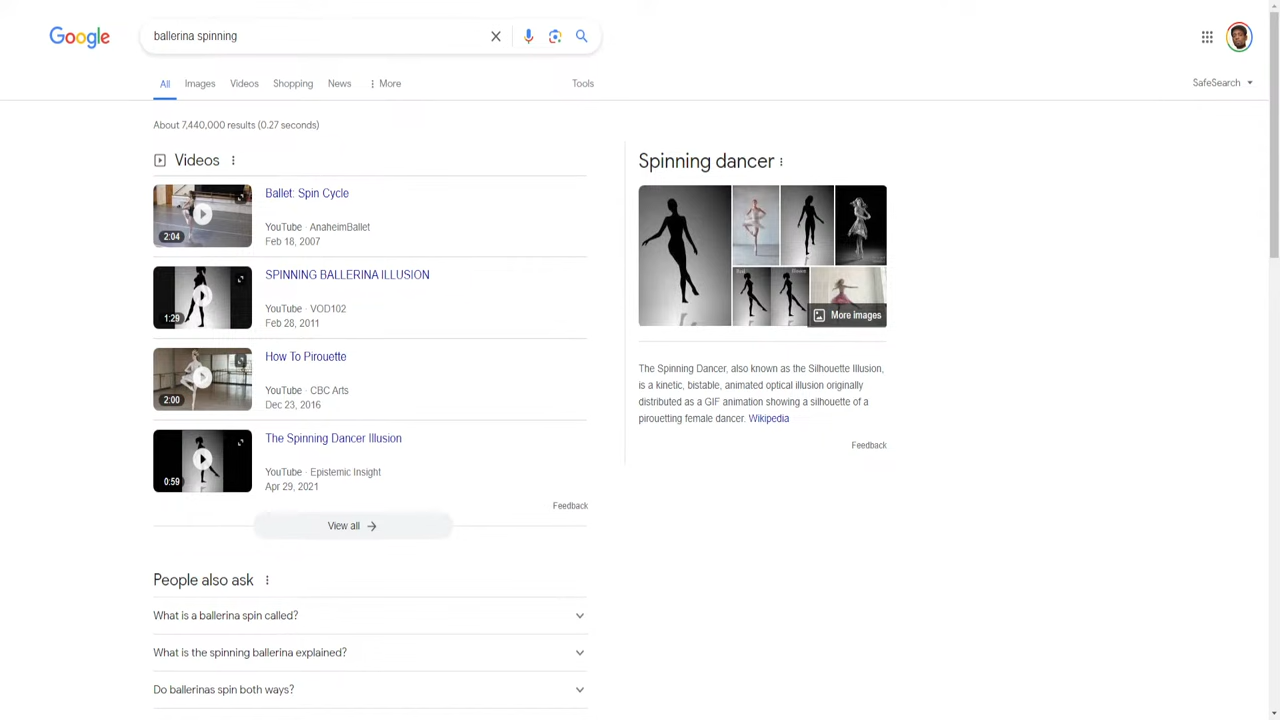 Google
ballerina spinning
All
Images
Videos
Shopping
News
More
Tools
SafeSearch
About 7,440,000 results (0.27 seconds)
Videos
2:04
Ballet: Spin Cycle
YouTube · AnaheimBallet
Feb 18, 2007
1:29
SPINNING BALLERINA ILLUSION
YouTube · VOD102
Feb 28, 2011
2:00
How To Pirouette
YouTube · CBC Arts
Dec 23, 2016
0:59
The Spinning Dancer Illusion
YouTube · Epistemic Insight
Apr 29, 2021
Feedback
View all
People also ask
What is a ballerina spin called?
What is the spinning ballerina explained?
Do ballerinas spin both ways?
Spinning dancer
More images
The Spinning Dancer, also known as the Silhouette Illusion,
is a kinetic, bistable, animated optical illusion originally
distributed as a GIF animation showing a silhouette of a
pirouetting female dancer. Wikipedia
Feedback